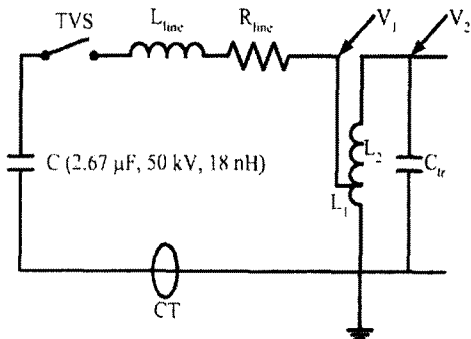 TVS
L_line
R_line
V_1
V_2
C (2.67 µF, 50 kV, 18 nH)
L_2
C_tr
L_1
CT